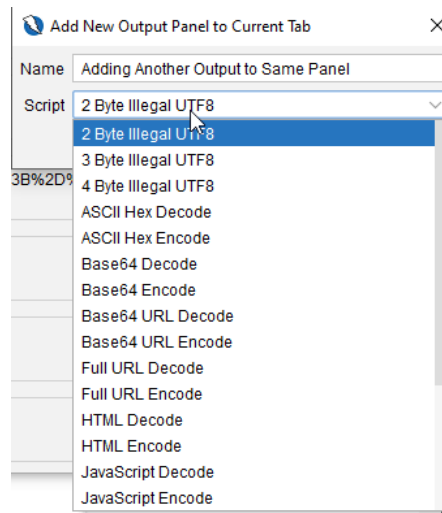 Add New Output Panel to Current Tab
Name Adding Another Output to Same Panel
Script 2 Byte Illegal UTF8
2 Byte Illegal UTF8
3 Byte Illegal UTF8
3B%2D%
4 Byte Illegal UTF8
ASCII Hex Decode
ASCII Hex Encode
Base64 Decode
Base64 Encode
Base64 URL Decode
Base64 URL Encode
Full URL Decode
Full URL Encode
HTML Decode
HTML Encode
JavaScript Decode
JavaScript Encode